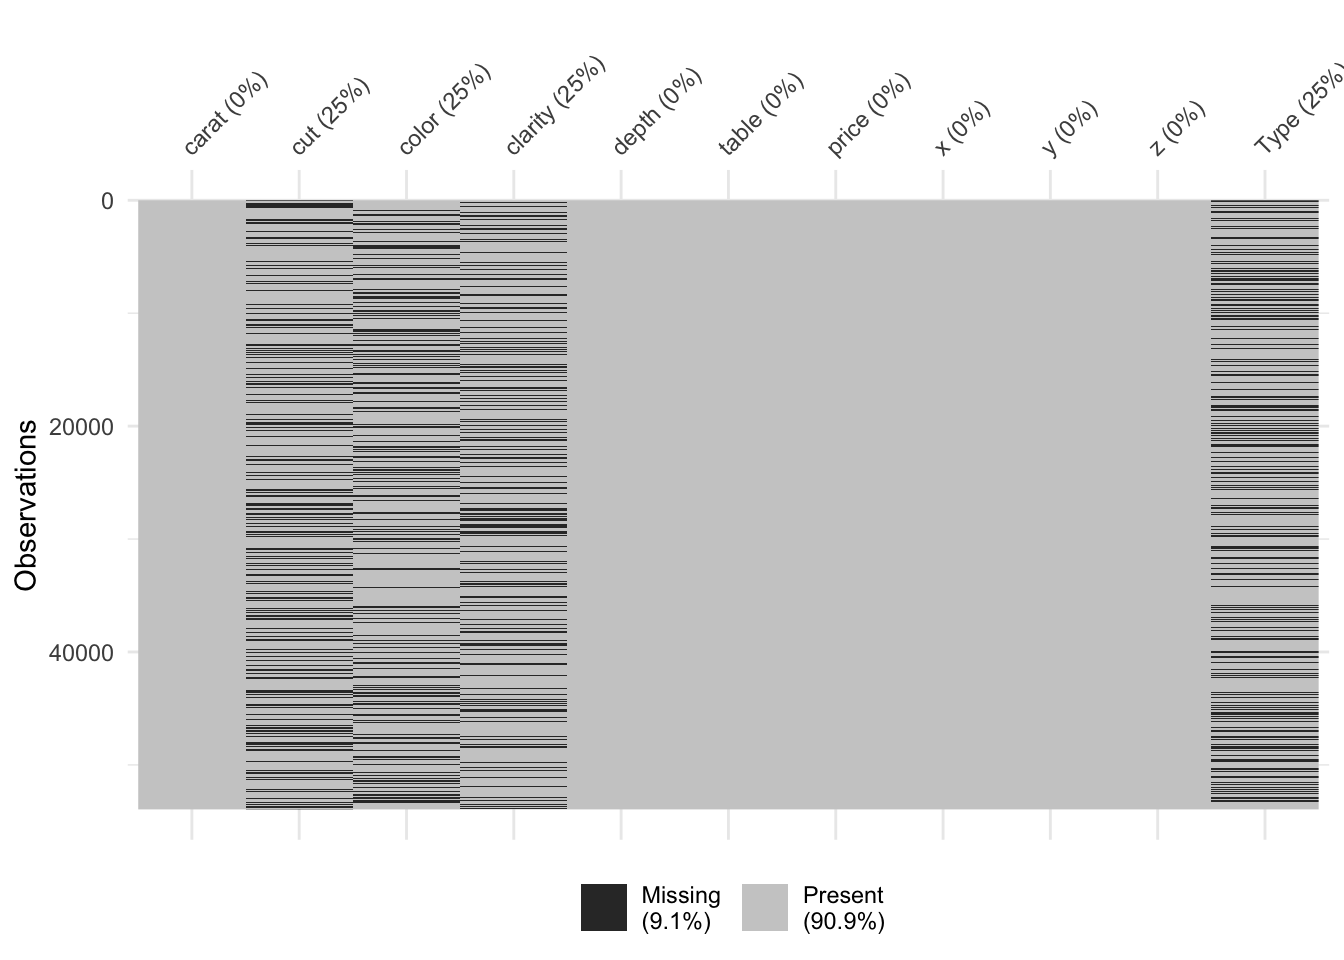 carat (0%)
cut (25%)
color (25%)
clarity (25%)
depth (0%)
table (0%)
price (0%)
x (0%)
y (0%)
z (0%)
Type (25%
0
20000
40000
Observations
Missing
(9.1%)
Present
(90.9%)